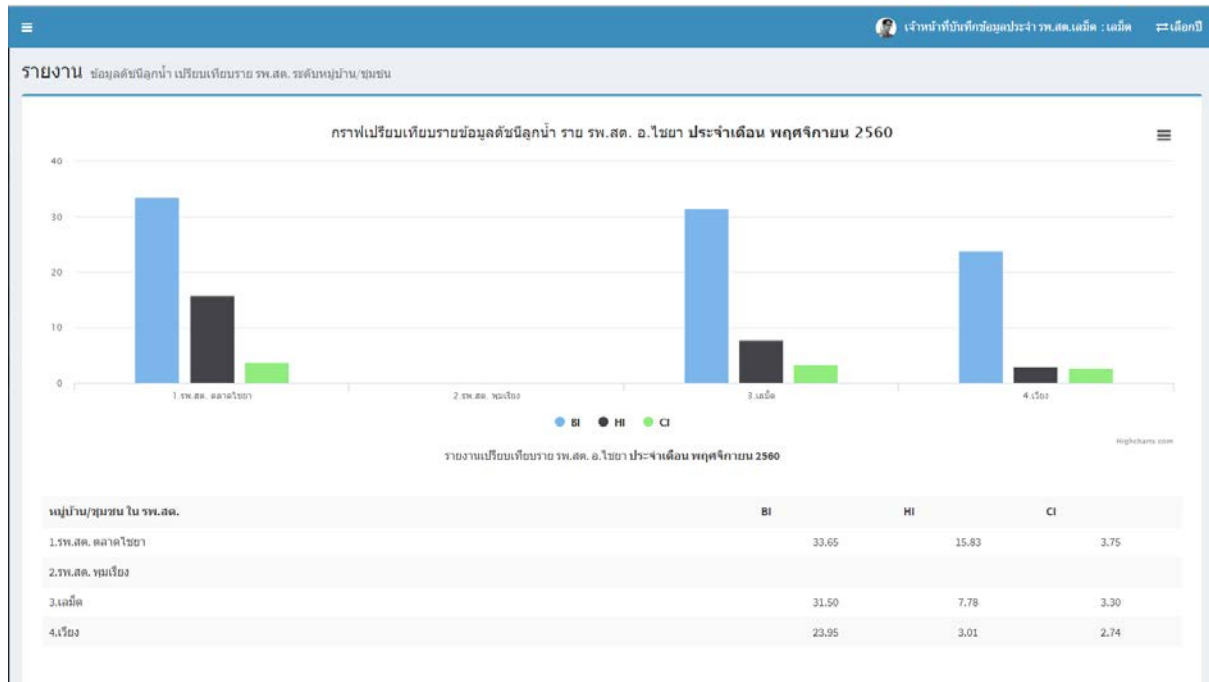 เจ้าหน้าที่บันทึกข้อมูลประจำ รพ.สต.เลม็ด : เลม็ด เลือกปี
รายงาน ข้อมูลดัชนีลูกน้ำ เปรียบเทียบราย รพ.สต. ระดับหมู่บ้าน/ชุมชน
กราฟเปรียบเทียบรายข้อมูลดัชนีลูกน้ำ ราย รพ.สต. อ.ไชยา ประจำเดือน พฤศจิกายน 2560
40
30
20
10
0
1.รพ.สต. ตลาดไชยา 2.รพ.สต. พุมเรียง 3.เลม็ด 4.เวียง
BI HI CI
Highcharts.com
รายงานเปรียบเทียบราย รพ.สต. อ.ไชยา ประจำเดือน พฤศจิกายน 2560
หมู่บ้าน/ชุมชน ใน รพ.สต. BI HI CI
1.รพ.สต. ตลาดไชยา 33.65 15.83 3.75
2.รพ.สต. พุมเรียง
3.เลม็ด 31.50 7.78 3.30
4.เวียง 23.95 3.01 2.74